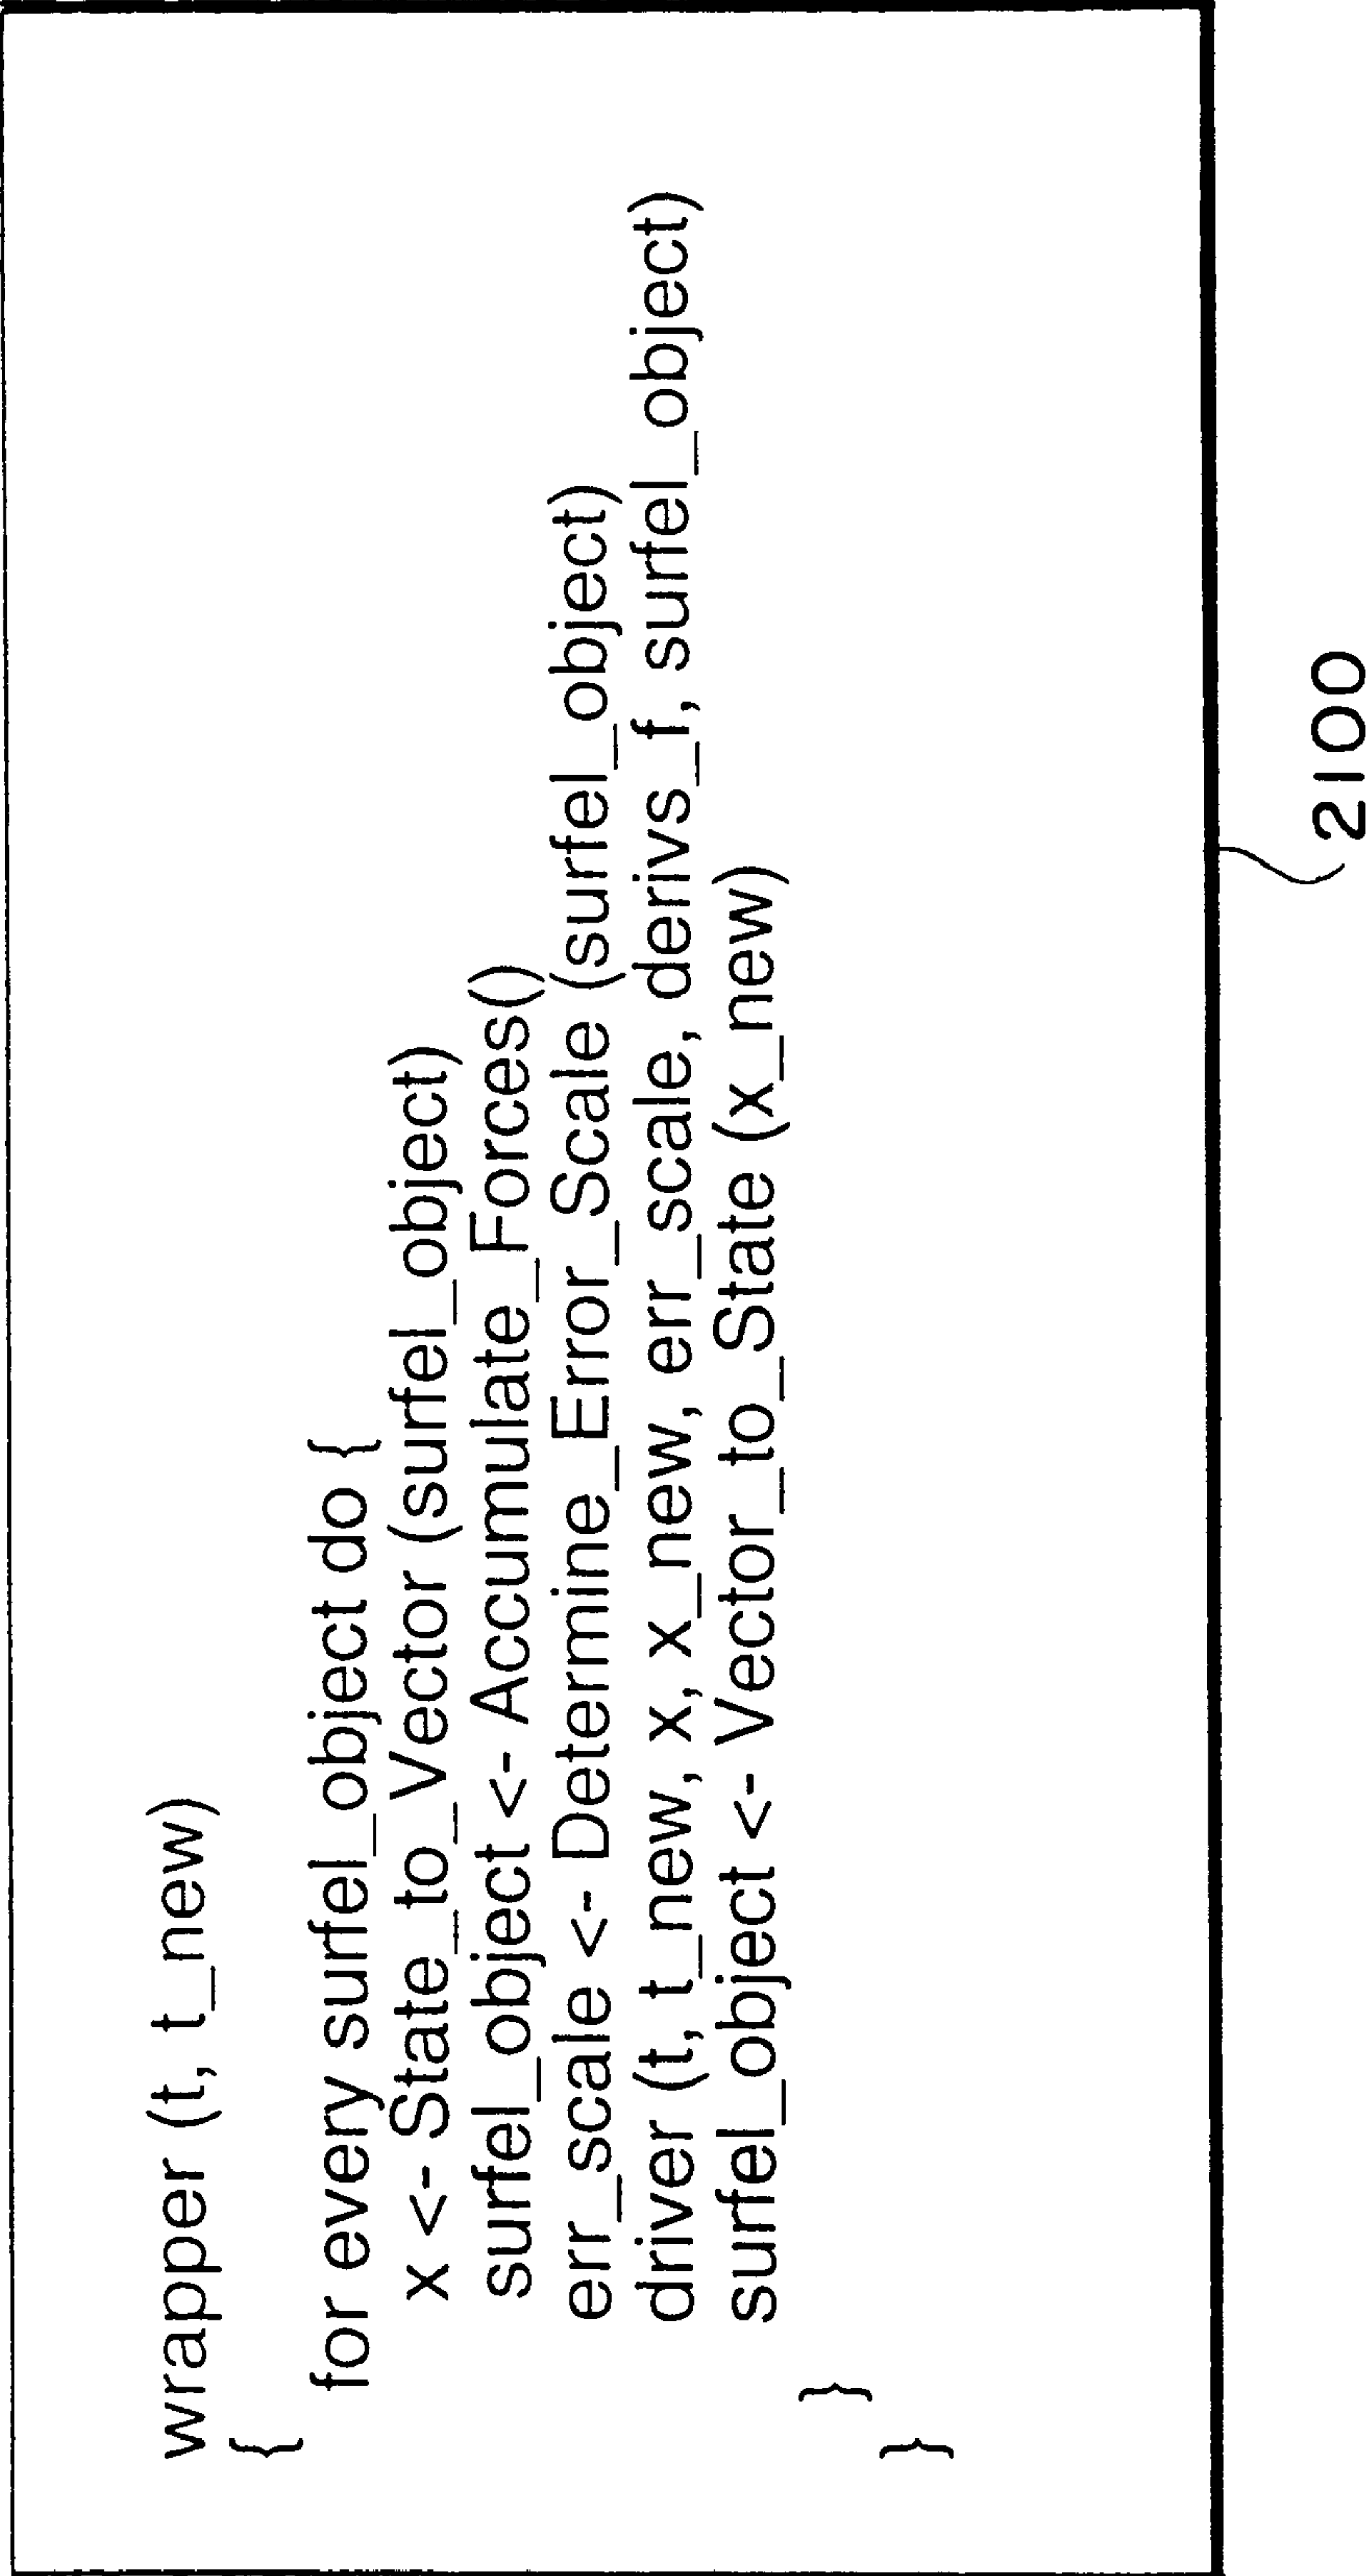 wrapper (t, t_new)
{
for every surfel_object do {
x <- State_to_Vector (surfel_object)
surfel_object <- Accumulate_Forces()
err_scale <- Determine_Error_Scale (surfel_object)
driver (t, t_new, x, x_new, err_scale, derivs_f, surfel_object)
surfel_object <- Vector_to_State (x_new)
}
}
2100